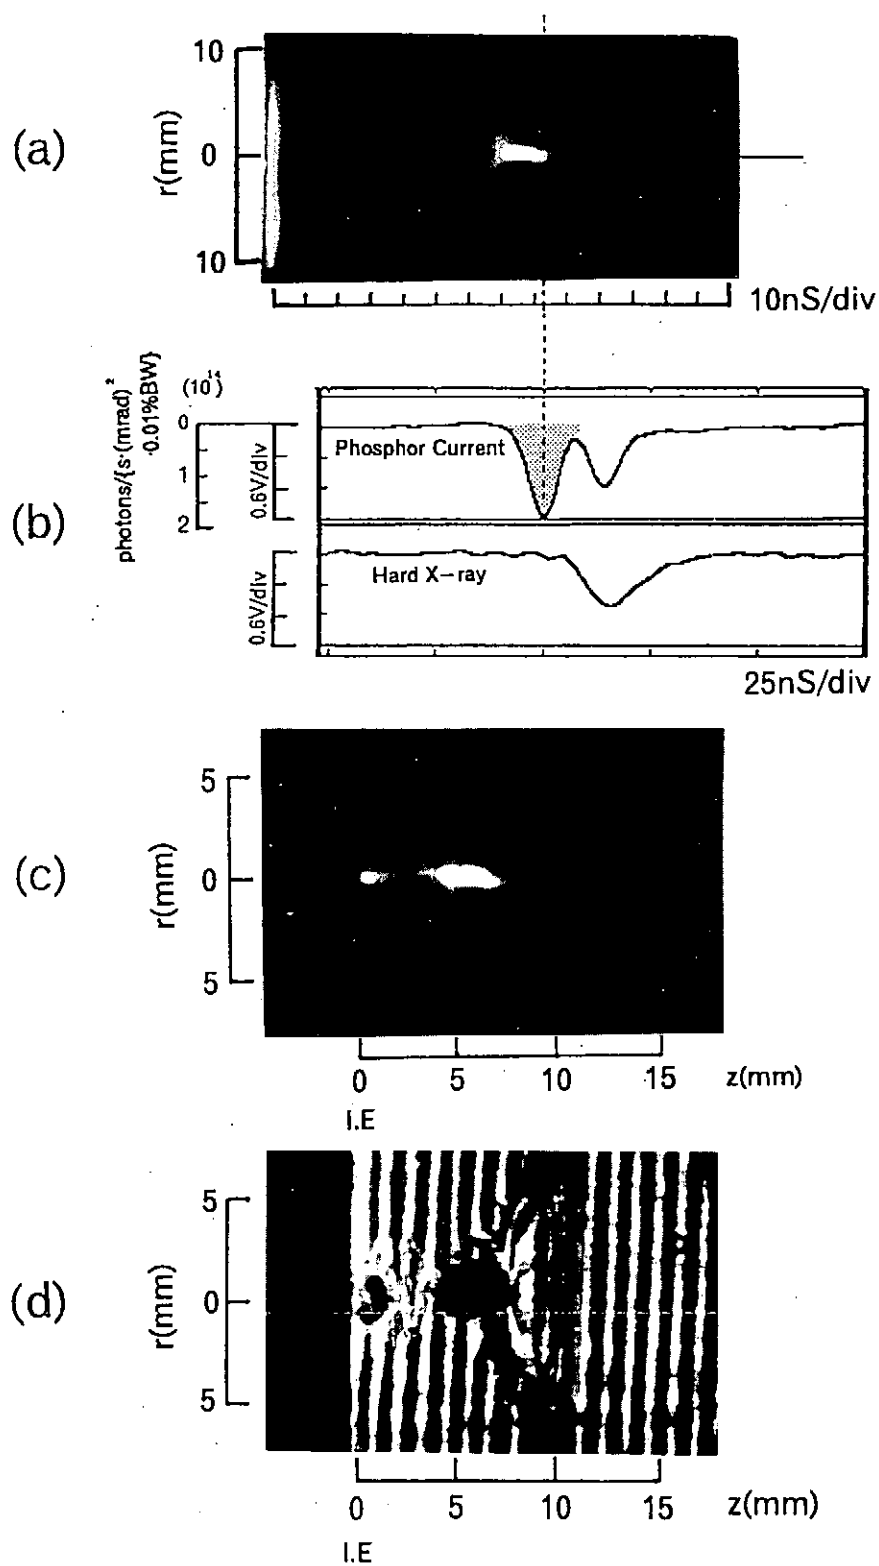 (a)
r(mm)
10
0
10
10nS/div
(b)
photons/{s·(mrad)²
·0.01%BW}
(10¹⁴)
0
1
2
0.6V/div
Phosphor Current
0.6V/div
Hard X-ray
25nS/div
(c)
r(mm)
5
0
5
0 5 10 15 z(mm)
I.E
(d)
r(mm)
5
0
5
0 5 10 15 z(mm)
I.E